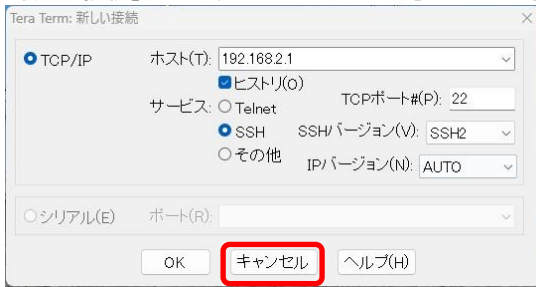 Tera Term: 新しい接続
TCP/IP ホスト(T): 192.168.2.1
ヒストリ(O)
サービス: Telnet TCPポート#(P): 22
SSH SSHバージョン(V): SSH2
その他 IPバージョン(N): AUTO
シリアル(E) ポート(R):
OK キャンセル ヘルプ(H)